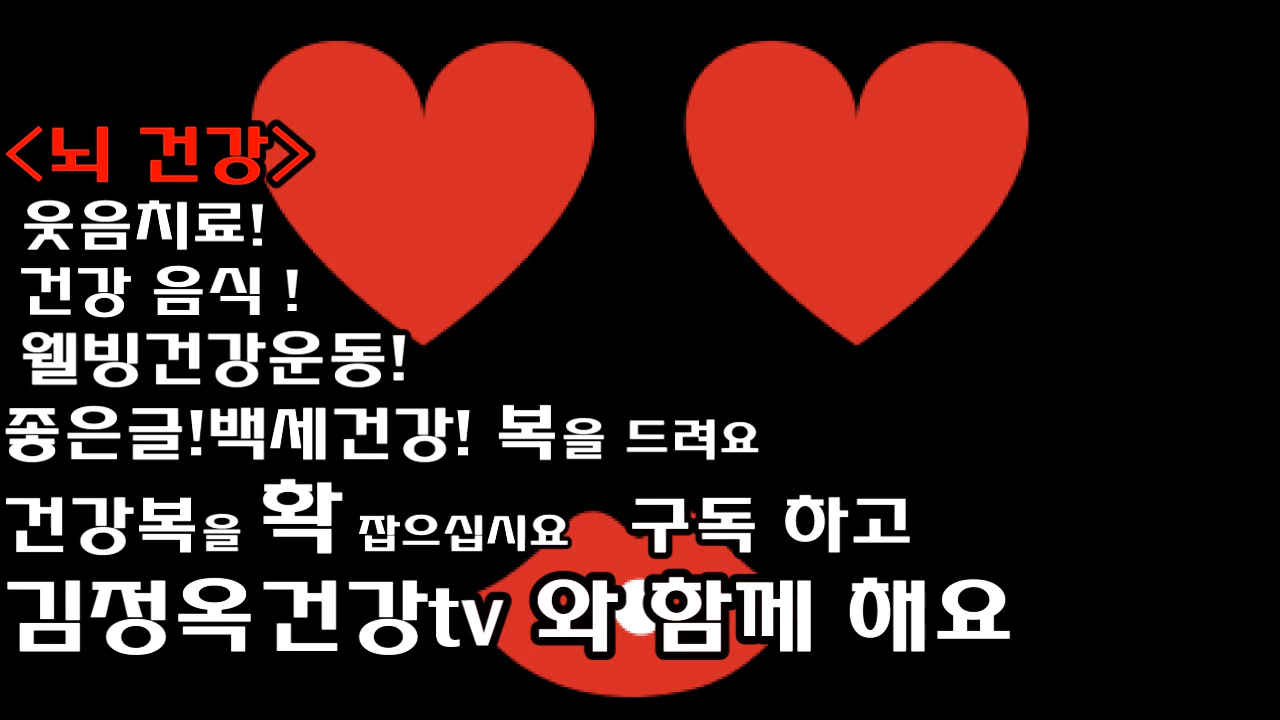 <뇌 건강>
웃음치료!
건강 음식 !
웰빙건강운동!
좋은글!백세건강! 복을 드려요
건강복을 확 잡으십시요 구독 하고
김정옥건강tv 와 함께 해요